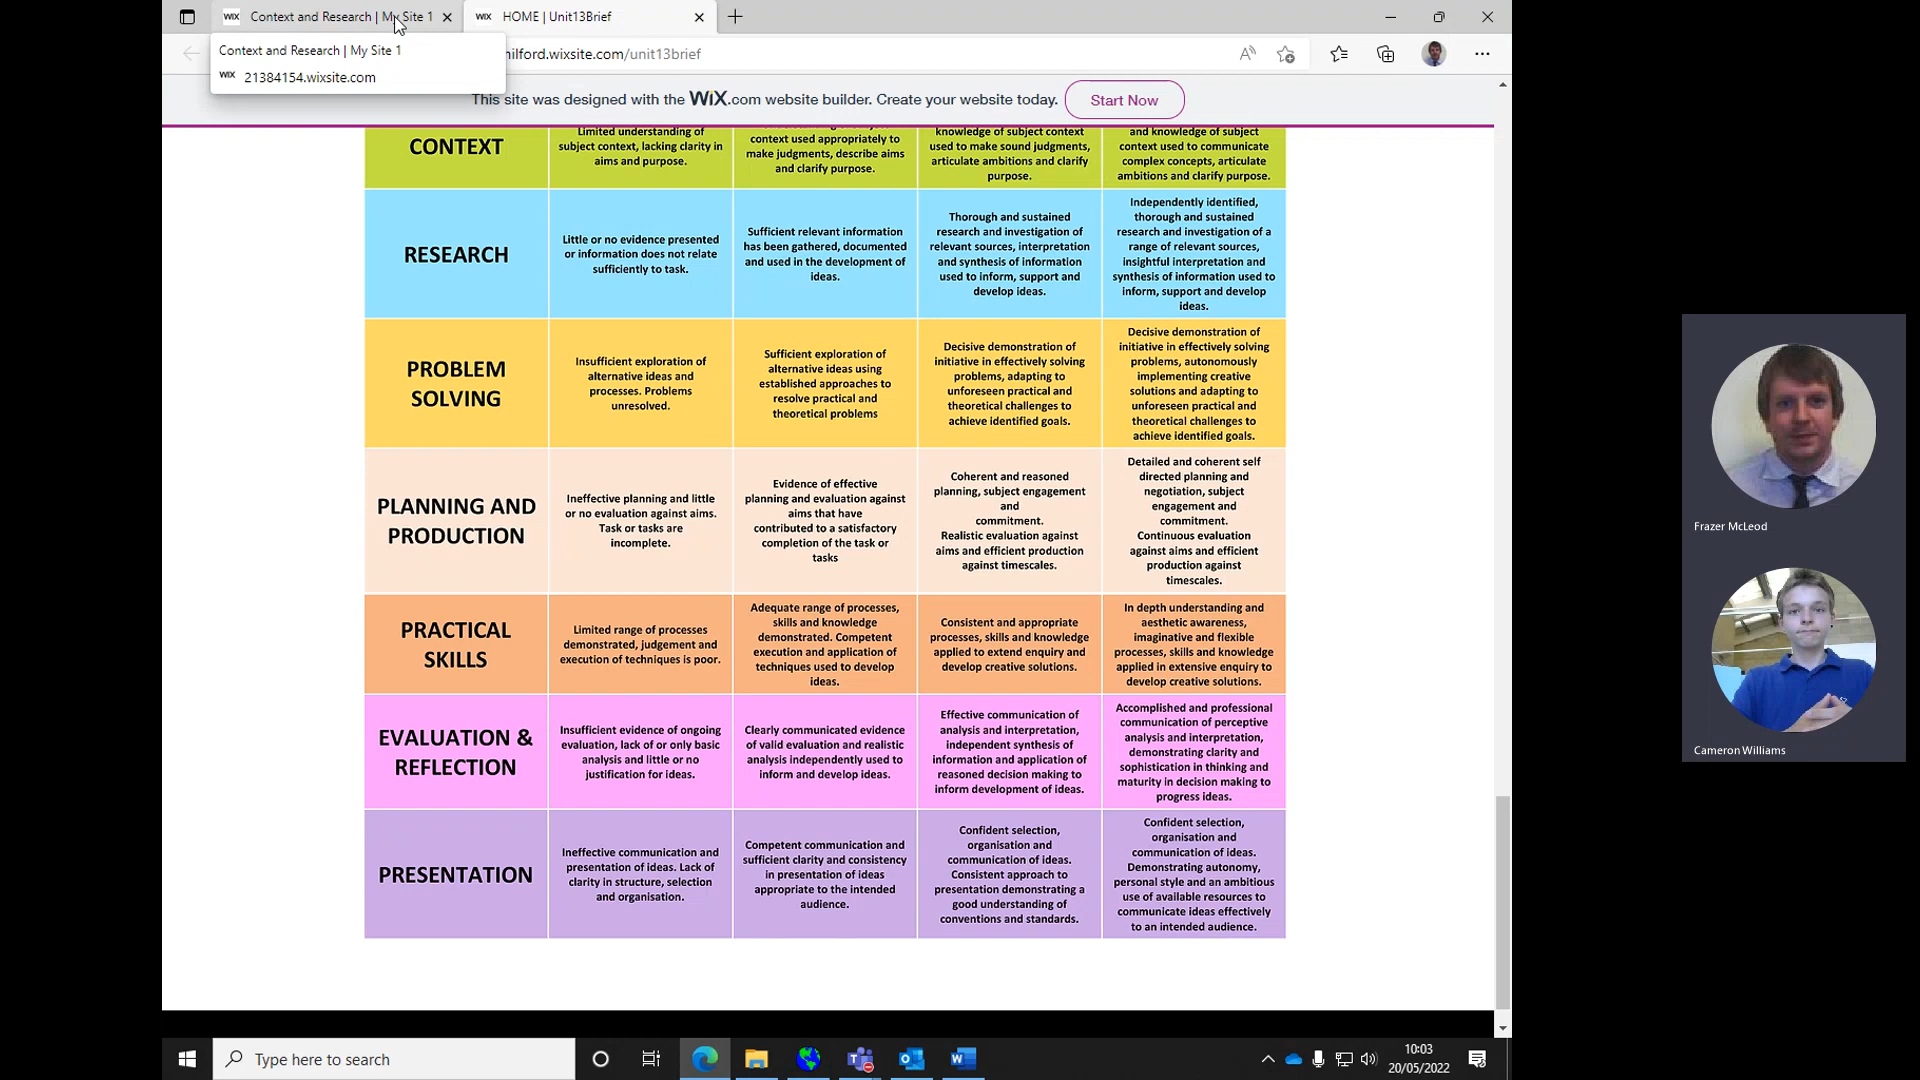 WIX Context and Research | My Site 1
WIX HOME | Unit13Brief
Context and Research | My Site 1
WIX 21384154.wixsite.com
hilford.wixsite.com/unit13brief
This site was designed with the WiX.com website builder. Create your website today.
Start Now
CONTEXT
Limited understanding of
subject context, lacking clarity in
aims and purpose.
context used appropriately to
make judgments, describe aims
and clarify purpose.
knowledge of subject context
used to make sound judgments,
articulate ambitions and clarify
purpose.
and knowledge of subject
context used to communicate
complex concepts, articulate
ambitions and clarify purpose.
RESEARCH
Little or no evidence presented
or information does not relate
sufficiently to task.
Sufficient relevant information
has been gathered, documented
and used in the development of
ideas.
Thorough and sustained
research and investigation of
relevant sources, interpretation
and synthesis of information
used to inform, support and
develop ideas.
Independently identified,
thorough and sustained
research and investigation of a
range of relevant sources,
insightful interpretation and
synthesis of information used to
inform, support and develop
ideas.
PROBLEM
SOLVING
Insufficient exploration of
alternative ideas and
processes. Problems
unresolved.
Sufficient exploration of
alternative ideas using
established approaches to
resolve practical and
theoretical problems
Decisive demonstration of
initiative in effectively solving
problems, adapting to
unforeseen practical and
theoretical challenges to
achieve identified goals.
Decisive demonstration of
initiative in effectively solving
problems, autonomously
implementing creative
solutions and adapting to
unforeseen practical and
theoretical challenges to
achieve identified goals.
PLANNING AND
PRODUCTION
Ineffective planning and little
or no evaluation against aims.
Task or tasks are
incomplete.
Evidence of effective
planning and evaluation against
aims that have
contributed to a satisfactory
completion of the task or
tasks
Coherent and reasoned
planning, subject engagement
and
commitment.
Realistic evaluation against
aims and efficient production
against timescales.
Detailed and coherent self
directed planning and
negotiation, subject
engagement and
commitment.
Continuous evaluation
against aims and efficient
production against
timescales.
PRACTICAL
SKILLS
Limited range of processes
demonstrated, judgement and
execution of techniques is poor.
Adequate range of processes,
skills and knowledge
demonstrated. Competent
execution and application of
techniques used to develop
ideas.
Consistent and appropriate
processes, skills and knowledge
applied to extend enquiry and
develop creative solutions.
In depth understanding and
aesthetic awareness,
imaginative and flexible
processes, skills and knowledge
applied in extensive enquiry to
develop creative solutions.
EVALUATION &
REFLECTION
Insufficient evidence of ongoing
evaluation, lack of or only basic
analysis and little or no
justification for ideas.
Clearly communicated evidence
of valid evaluation and realistic
analysis independently used to
inform and develop ideas.
Effective communication of
analysis and interpretation,
independent synthesis of
information and application of
reasoned decision making to
inform development of ideas.
Accomplished and professional
communication of perceptive
analysis and interpretation,
demonstrating clarity and
sophistication in thinking and
maturity in decision making to
progress ideas.
PRESENTATION
Ineffective communication and
presentation of ideas. Lack of
clarity in structure, selection
and organisation.
Competent communication and
sufficient clarity and consistency
in presentation of ideas
appropriate to the intended
audience.
Confident selection,
organisation and
communication of ideas.
Consistent approach to
presentation demonstrating a
good understanding of
conventions and standards.
Confident selection,
organisation and
communication of ideas.
Demonstrating autonomy,
personal style and an ambitious
use of available resources to
communicate ideas effectively
to an intended audience.
Frazer McLeod
Cameron Williams
Type here to search
10:03
20/05/2022